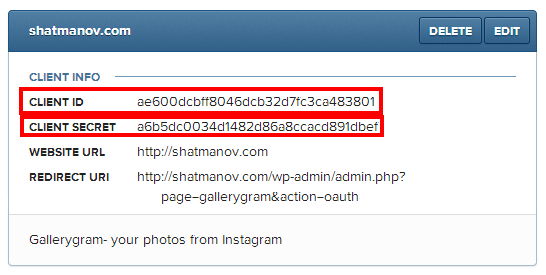 shatmanov.com DELETE EDIT
CLIENT INFO
CLIENT ID ae600dcbff8046dcb32d7fc3ca483801
CLIENT SECRET a6b5dc0034d1482d86a8ccacd891dbef
WEBSITE URL http://shatmanov.com
REDIRECT URI http://shatmanov.com/wp-admin/admin.php?
page=gallerygram&action=oauth
Gallerygram- your photos from Instagram